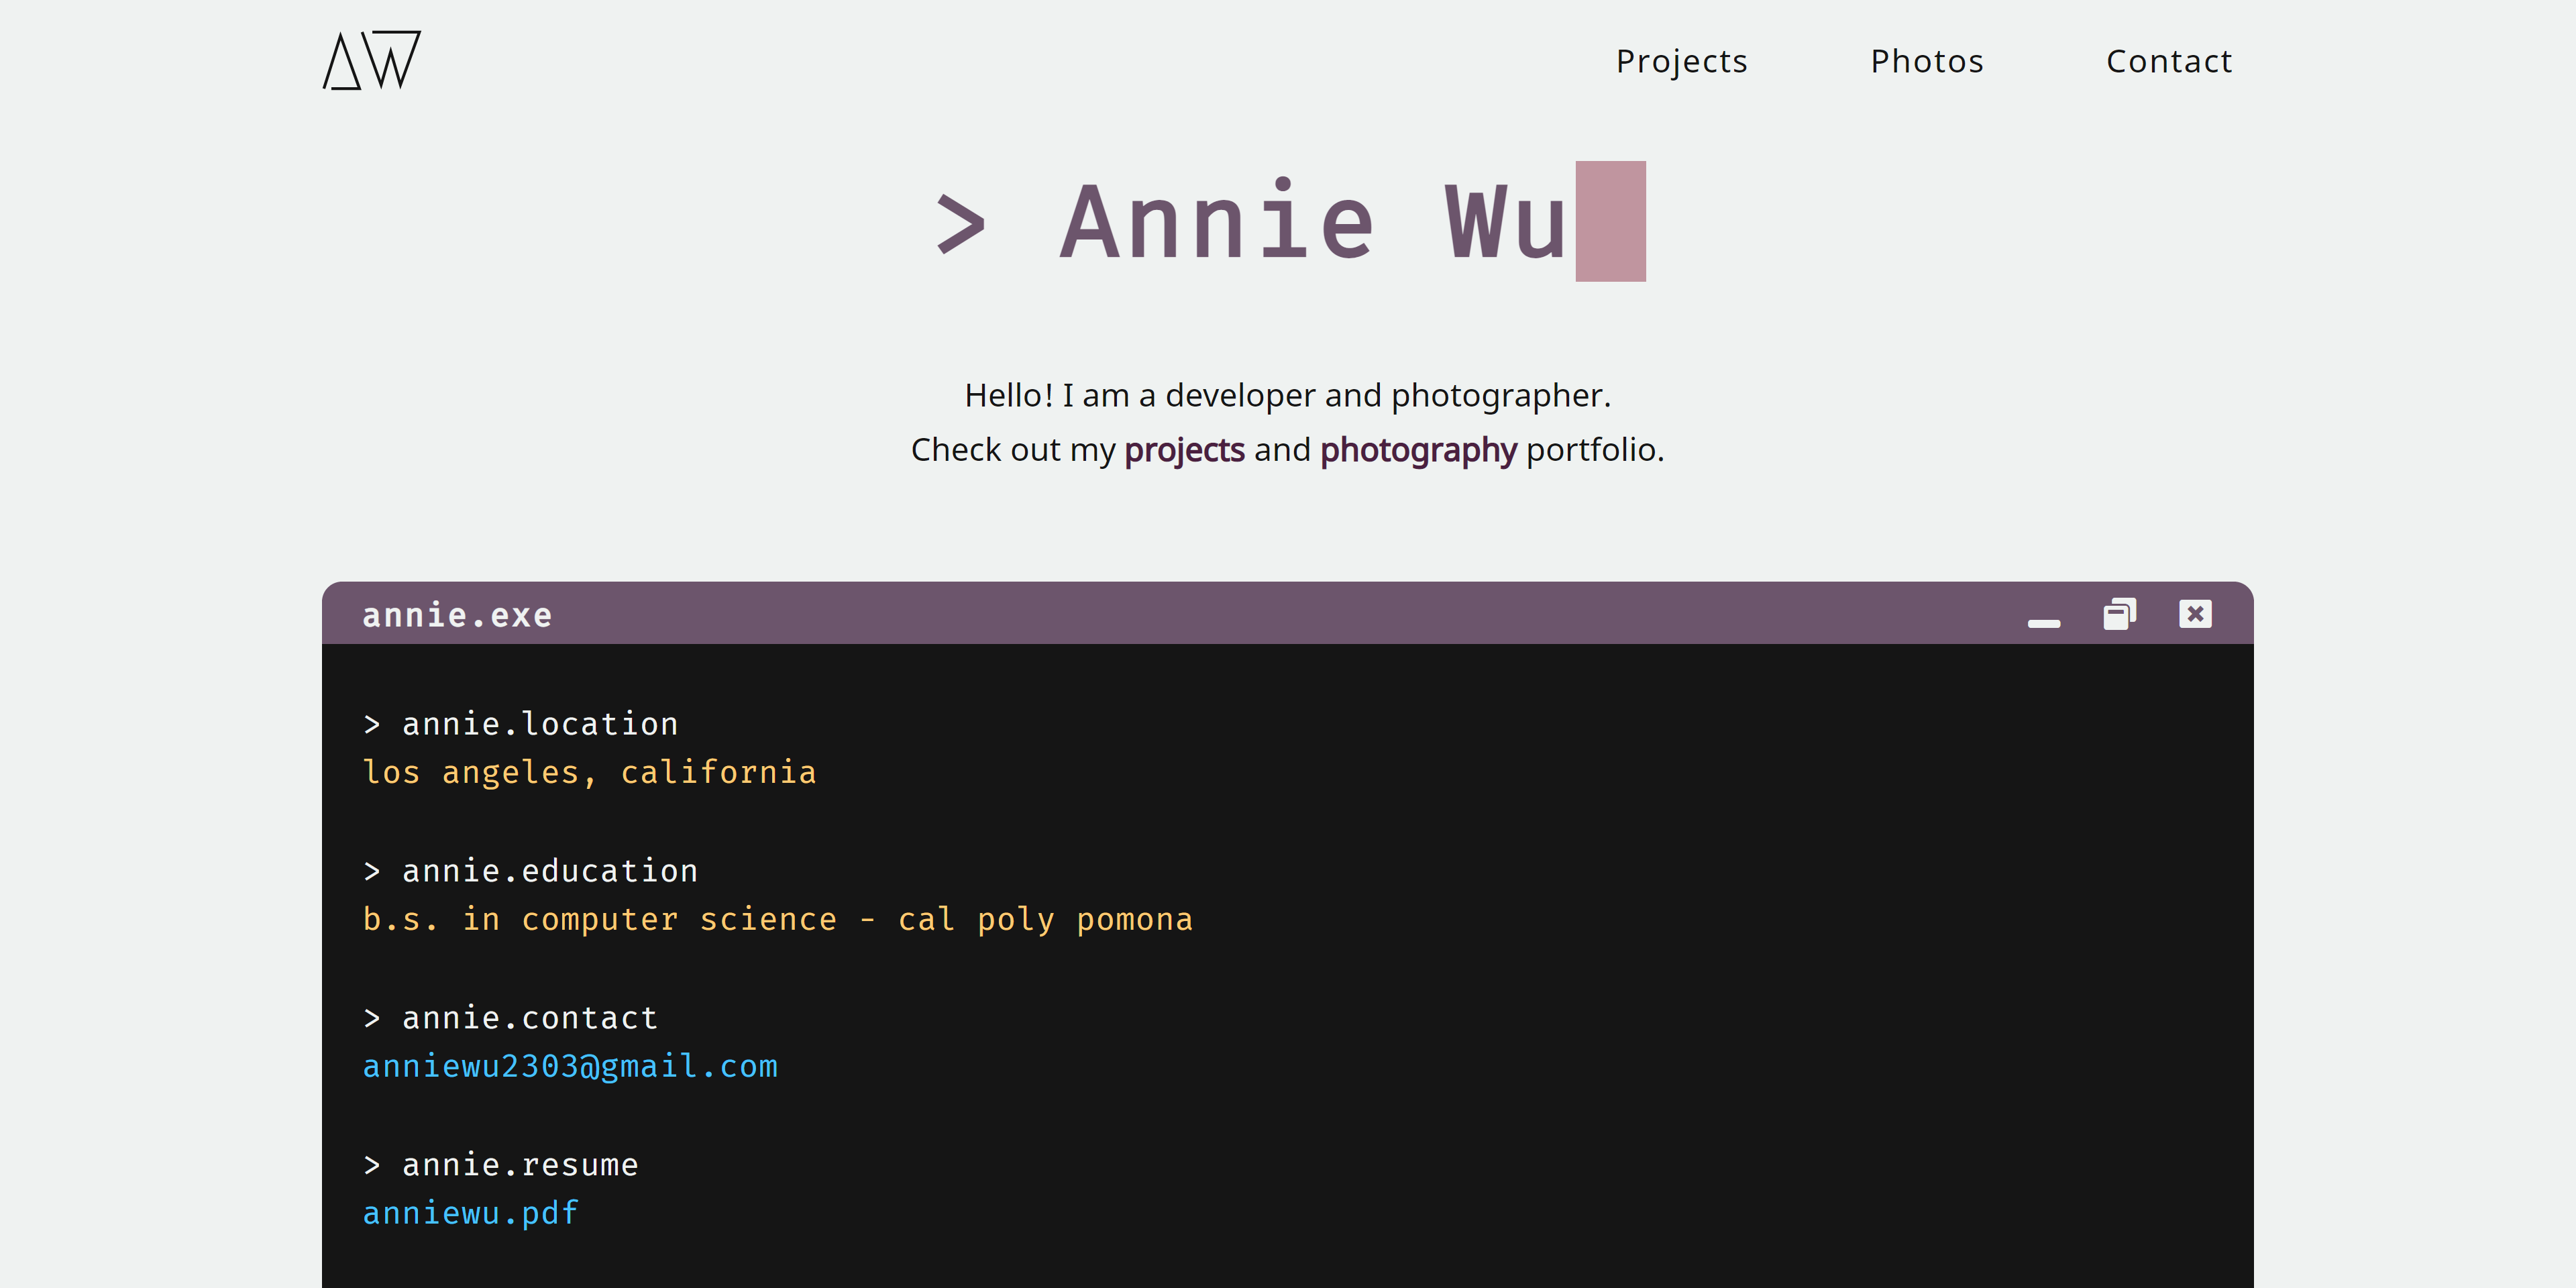 AW
Projects Photos Contact
> Annie Wu
Hello! I am a developer and photographer.
Check out my projects and photography portfolio.
annie.exe
> annie.location
los angeles, california
> annie.education
b.s. in computer science - cal poly pomona
> annie.contact
anniewu2303@gmail.com
> annie.resume
anniewu.pdf